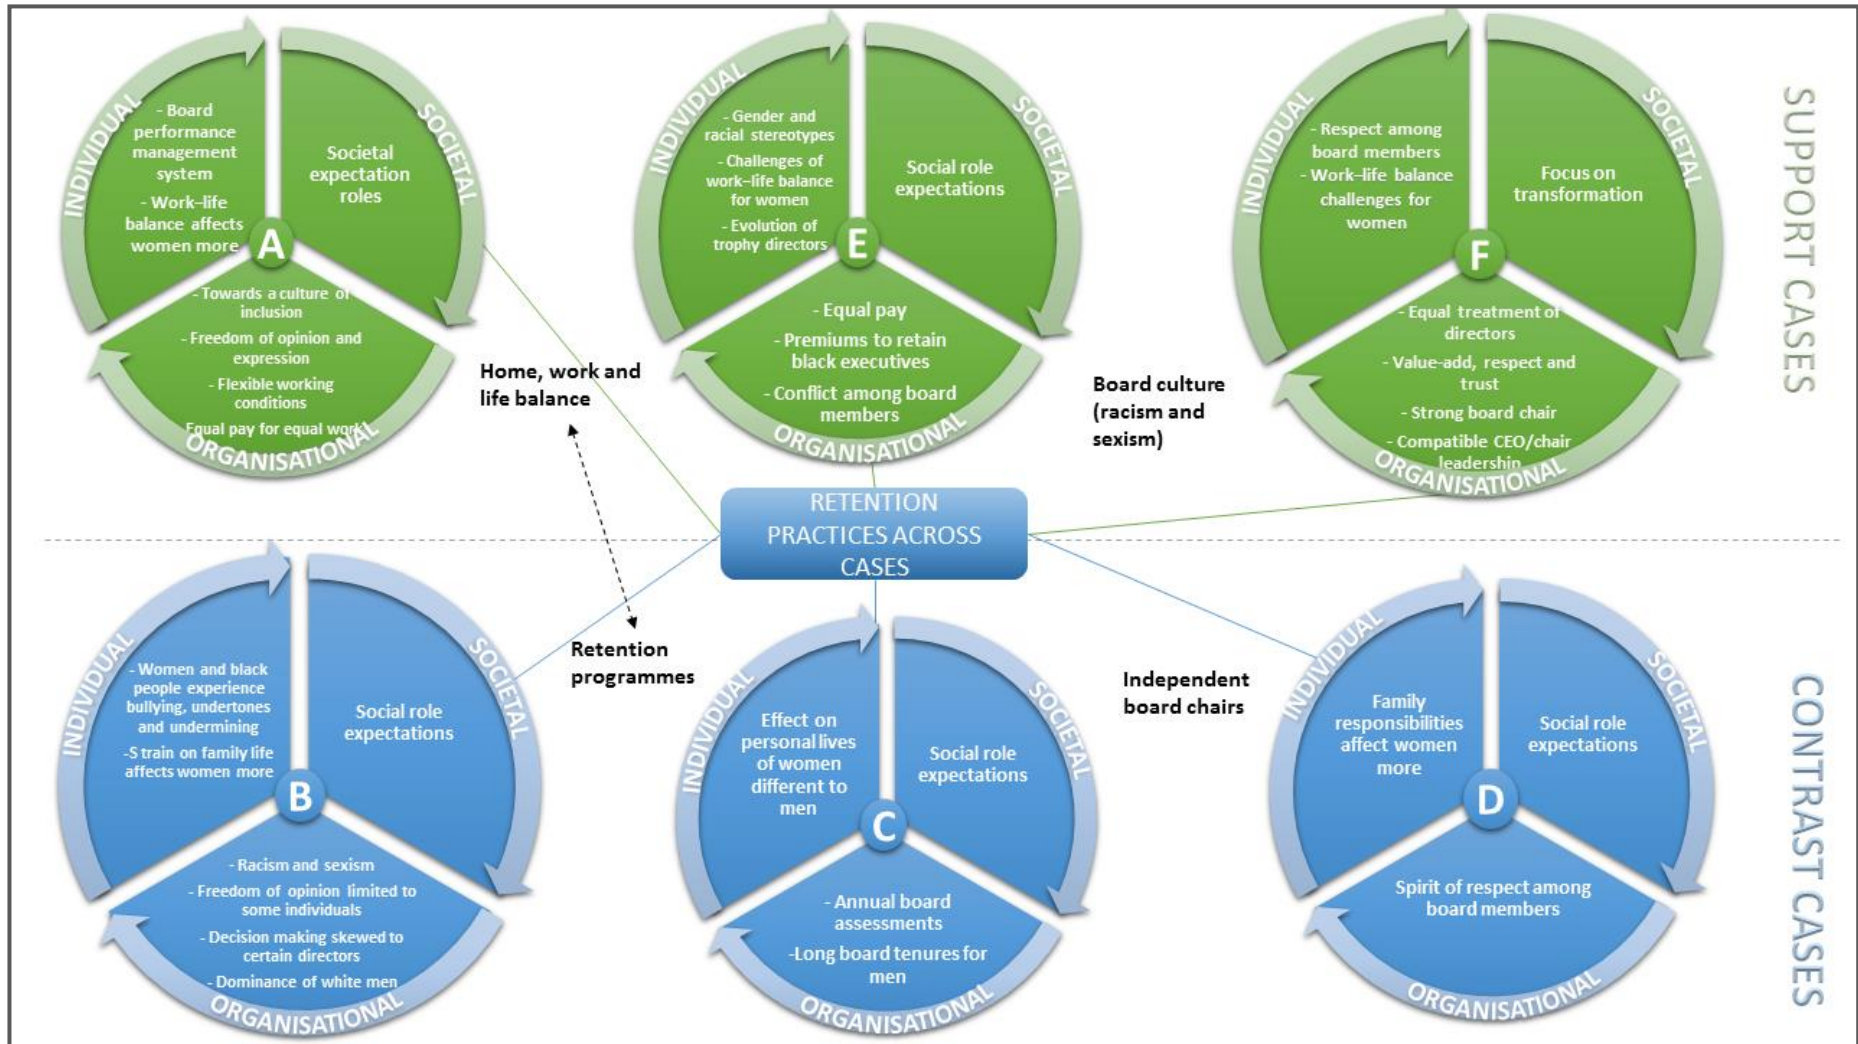 INDIVIDUAL
- Board
performance
management
system
- Work–life
balance affects
women more
SOCIETAL
Societal
expectation
roles
A
- Towards a culture of
inclusion
- Freedom of opinion and
expression
- Flexible working
conditions
Equal pay for equal work
ORGANISATIONAL
INDIVIDUAL
- Gender and
racial stereotypes
- Challenges of
work–life balance
for women
- Evolution of
trophy directors
SOCIETAL
Social role
expectations
E
- Equal pay
- Premiums to retain
black executives
- Conflict among board
members
ORGANISATIONAL
INDIVIDUAL
- Respect among
board members
- Work–life balance
challenges for
women
SOCIETAL
Focus on
transformation
F
- Equal treatment of
directors
- Value-add, respect and
trust
- Strong board chair
- Compatible CEO/chair
leadership
ORGANISATIONAL
SUPPORT CASES
Home, work and
life balance
Board culture
(racism and
sexism)
RETENTION
PRACTICES ACROSS
CASES
Retention
programmes
Independent
board chairs
INDIVIDUAL
- Women and black
people experience
bullying, undertones
and undermining
-S train on family life
affects women more
SOCIETAL
Social role
expectations
B
- Racism and sexism
- Freedom of opinion limited to
some individuals
- Decision making skewed to
certain directors
- Dominance of white men
ORGANISATIONAL
INDIVIDUAL
Effect on
personal lives
of women
different to
men
SOCIETAL
Social role
expectations
C
- Annual board
assessments
-Long board tenures for
men
ORGANISATIONAL
INDIVIDUAL
Family
responsibilities
affect women
more
SOCIETAL
Social role
expectations
D
Spirit of respect among
board members
ORGANISATIONAL
CONTRAST CASES